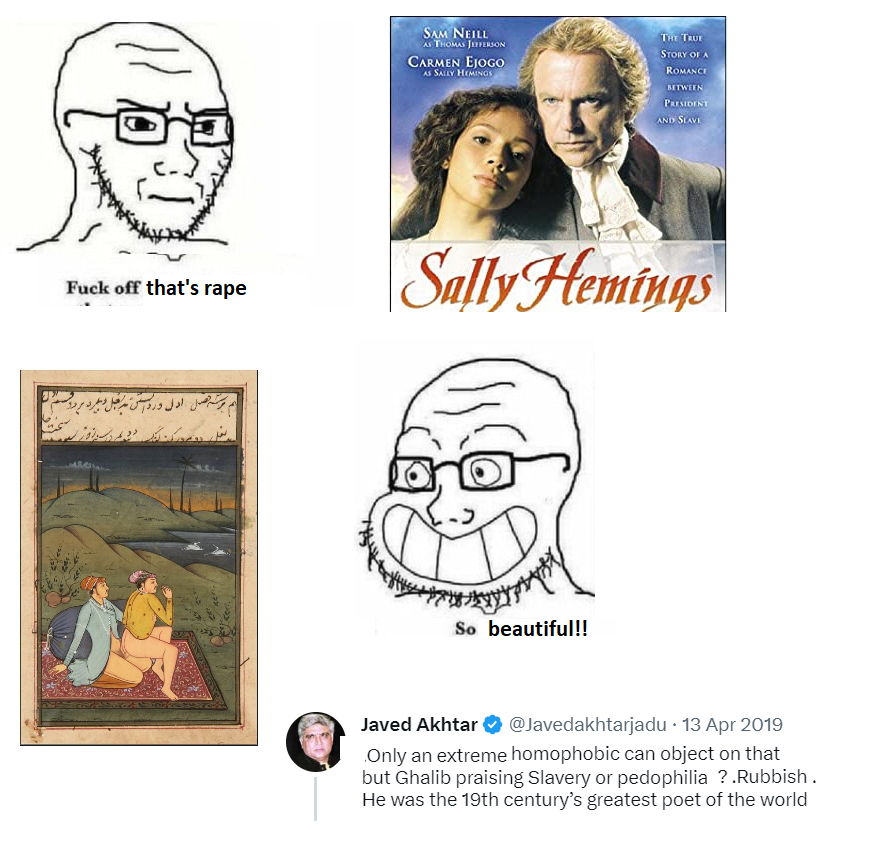 SAM NEILL
AS THOMAS JEFFERSON
CARMEN EJOGO
AS SALLY HEMINGS
THE TRUE
STORY OF A
ROMANCE
BETWEEN
PRESIDENT
AND SLAVE
Sally Hemings
Fuck off that's rape
So beautiful!!
Javed Akhtar @Javedakhtarjadu · 13 Apr 2019
.Only an extreme homophobic can object on that
but Ghalib praising Slavery or pedophilia ?.Rubbish .
He was the 19th century’s greatest poet of the world